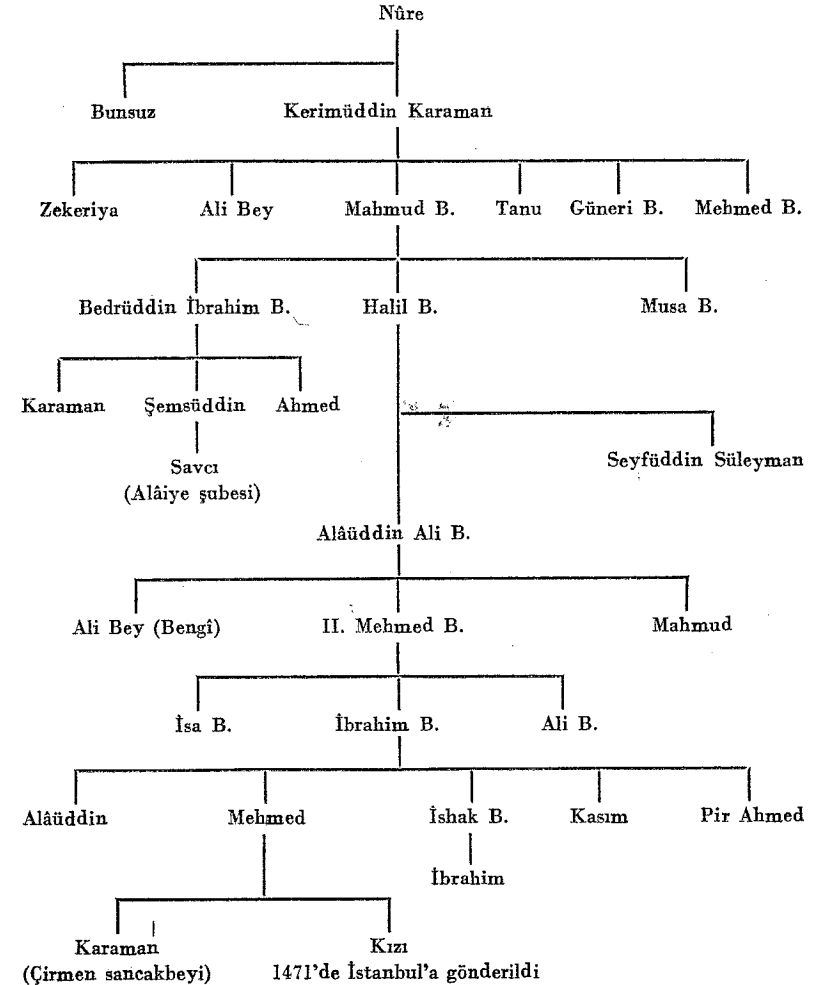 Nûre
Bunsuz Kerimüddin Karaman
Zekeriya Ali Bey Mahmud B. Tanu Güneri B. Mehmed B.
Bedrüddin İbrahim B. Halil B. Musa B.
Karaman Şemsüddin Ahmed
Seyfüddin Süleyman
Savcı
(Alâiye şubesi)
Alâüddin Ali B.
Ali Bey (Bengî) II. Mehmed B. Mahmud
İsa B. İbrahim B. Ali B.
Alâüddin Mehmed İshak B. Kasım Pir Ahmed
İbrahim
Karaman Kızı
(Çirmen sancakbeyi) 1471'de İstanbul'a gönderildi